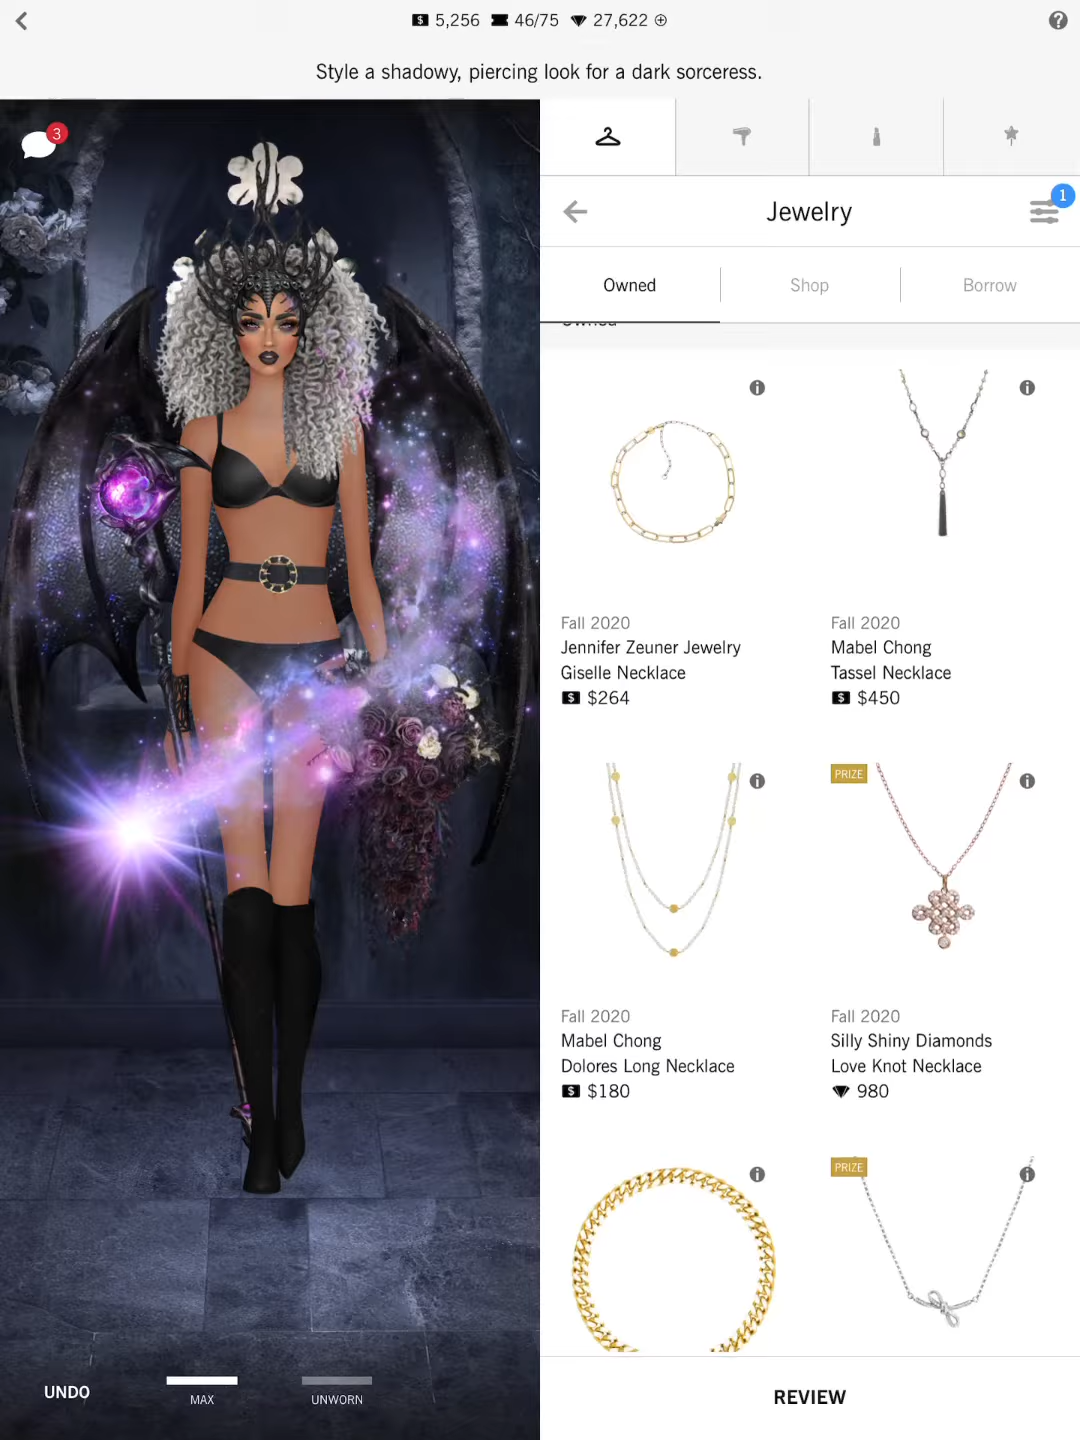 5,256 46/75 27,622
Style a shadowy, piercing look for a dark sorceress.
3
1
Jewelry
Owned Shop Borrow
Owned
Fall 2020
Jennifer Zeuner Jewelry
Giselle Necklace
$264
Fall 2020
Mabel Chong
Tassel Necklace
$450
Fall 2020
Mabel Chong
Dolores Long Necklace
$180
PRIZE
Fall 2020
Silly Shiny Diamonds
Love Knot Necklace
980
PRIZE
UNDO
MAX
UNWORN
REVIEW